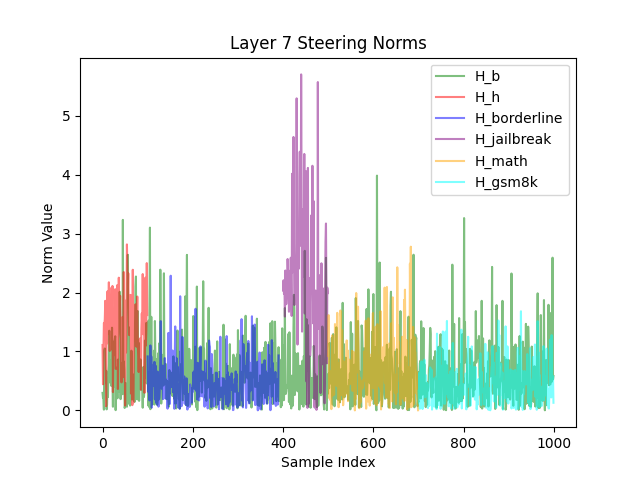 Layer 7 Steering Norms
H_b
H_h
H_borderline
H_jailbreak
H_math
H_gsm8k
Norm Value
5
4
3
2
1
0
0 200 400 600 800 1000
Sample Index